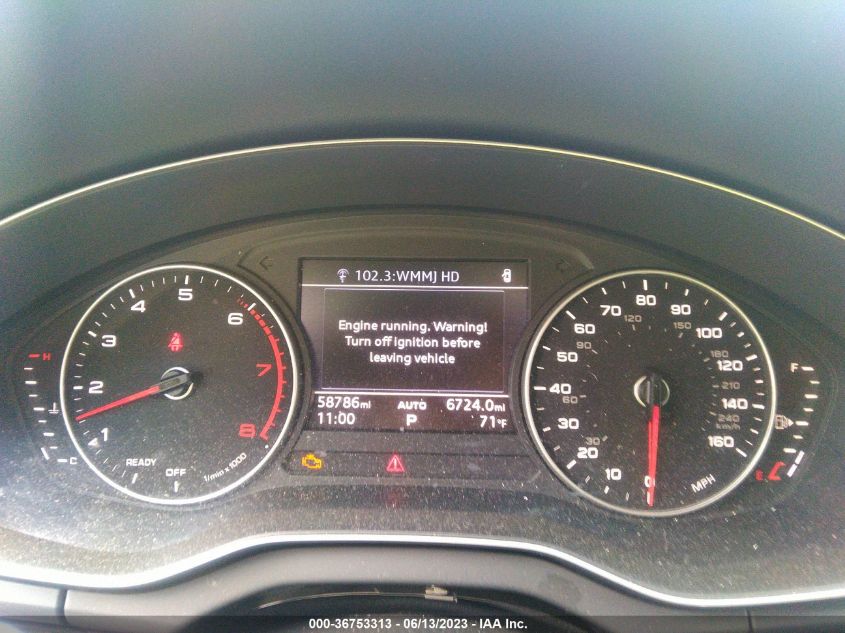 102.3:WMMJ HD
Engine running. Warning!
Turn off ignition before
leaving vehicle
58786mi AUTO 6724.0mi
11:00 P 71°F
H
C
1 2 3 4 5 6 7 8
READY OFF
1/min x 1000
0 10 20 30 40 50 60 70 80 90 100 120 140 160
30 60 90 120 150 180 210 240
km/h
MPH
F
E
000-36753313 - 06/13/2023 - IAA Inc.